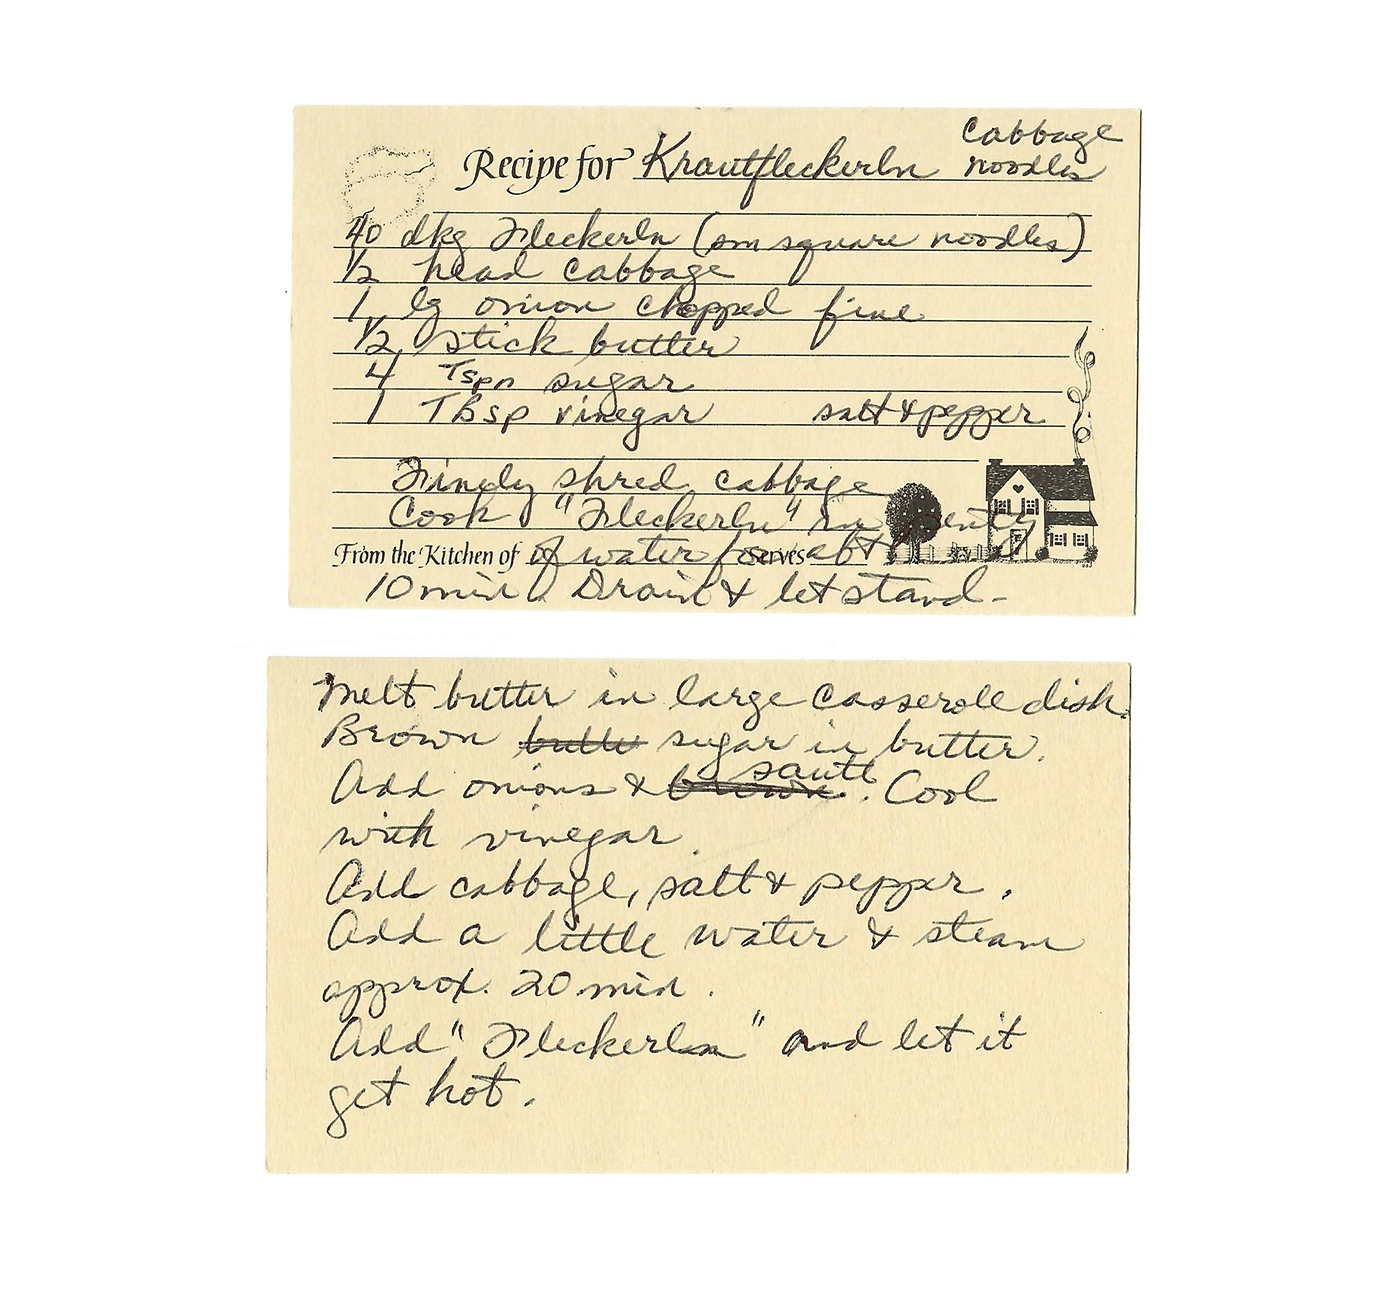 Recipe for Krautfleckerln cabbage noodles
40 dkg Fleckerln (sm square noodles)
1/2 head cabbage
1 lg onion chopped fine
1/2 stick butter
4 Tspn sugar
1 TBsp vinegar salt & pepper
Finely shred cabbage
Cook "Fleckerln" in plenty
From the Kitchen of of water for Serves abt
10 min. Drain & let stand -
Melt butter in large Casserole dish.
Brown butter sugar in butter.
Add onions & brown saute. Cool
with vinegar.
Add cabbage, salt & pepper.
Add a little water & steam
approx. 20 min.
Add "Fleckerln" and let it
get hot.